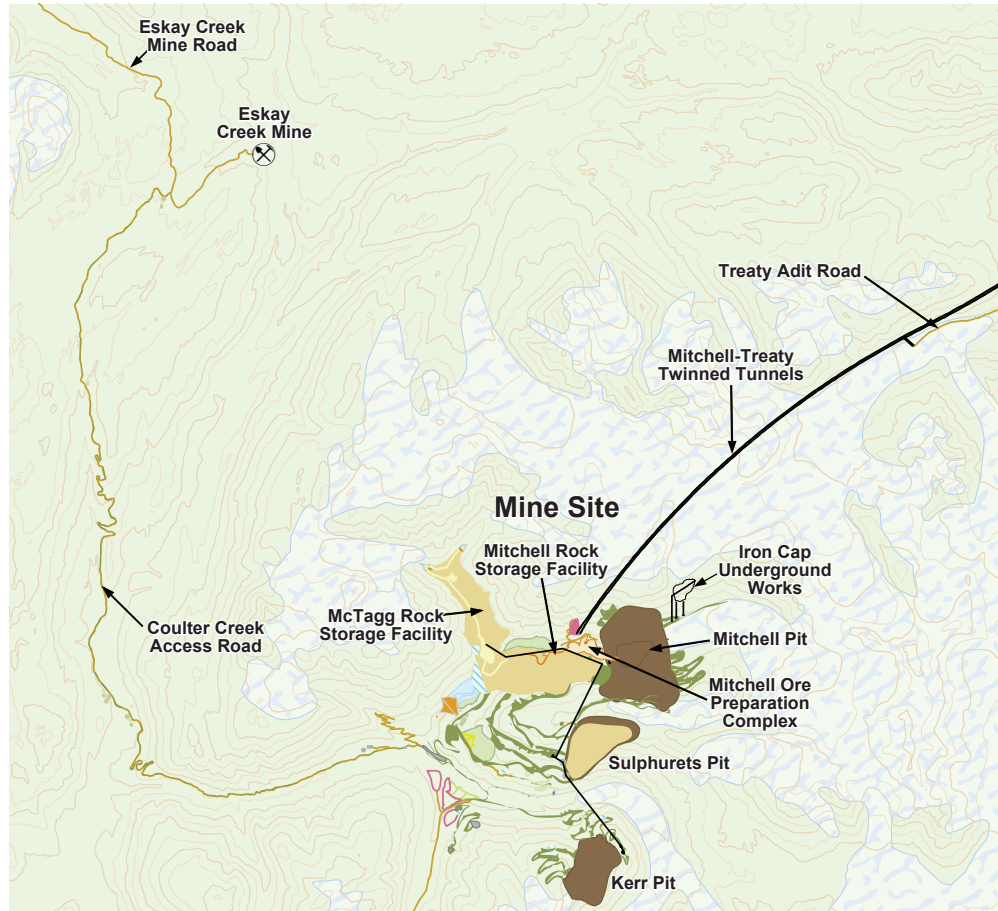 Eskay Creek
Mine Road
Eskay
Creek Mine
Treaty Adit Road
Mitchell-Treaty
Twinned Tunnels
Mine Site
Mitchell Rock
Storage Facility
Iron Cap
Underground
Works
McTagg Rock
Storage Facility
Coulter Creek
Access Road
Mitchell Pit
Mitchell Ore
Preparation
Complex
Sulphurets Pit
Kerr Pit